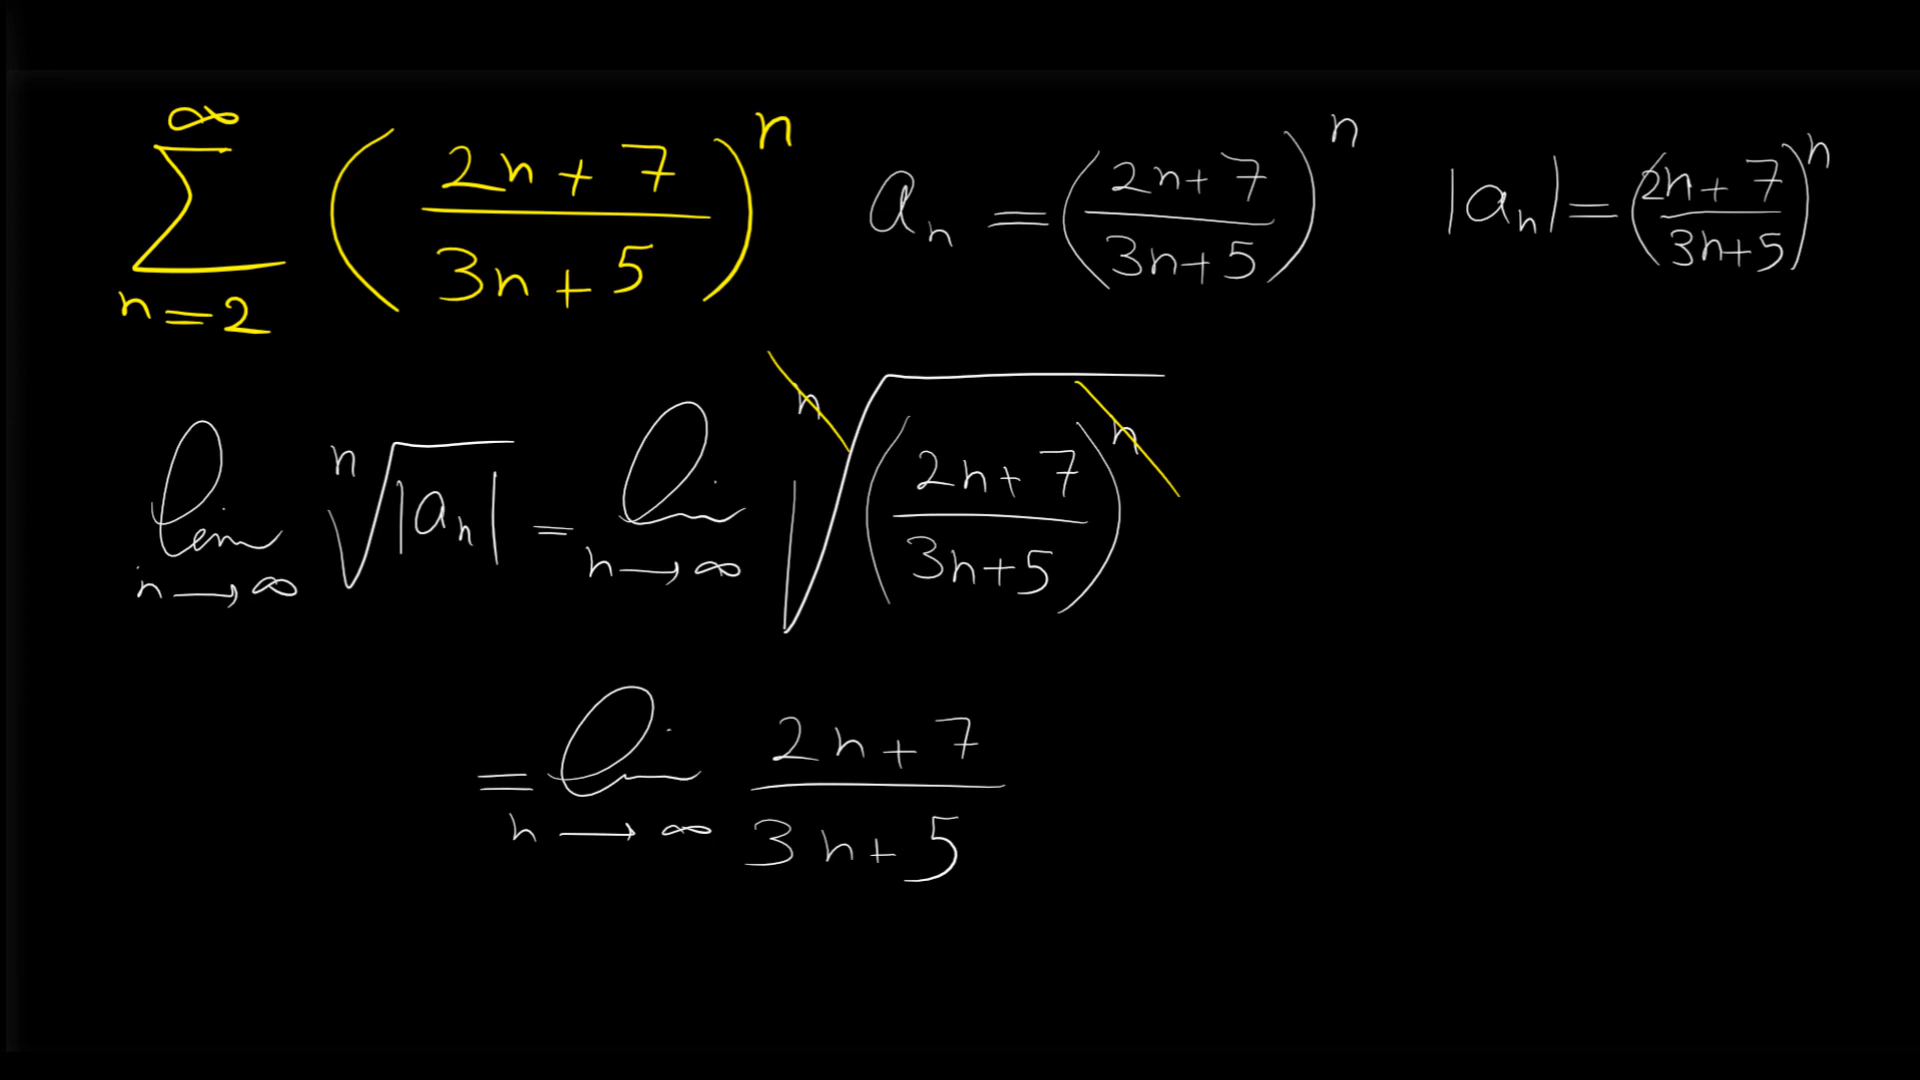 ∑_{n=2}^{∞} ((2n+7)/(3n+5))^n   a_n = ((2n+7)/(3n+5))^n   |a_n| = ((2n+7)/(3n+5))^n
lim_{n→∞} ⁿ√|a_n| = lim_{n→∞} ⁿ√((2n+7)/(3n+5))^n
= lim_{n→∞} (2n+7)/(3n+5)